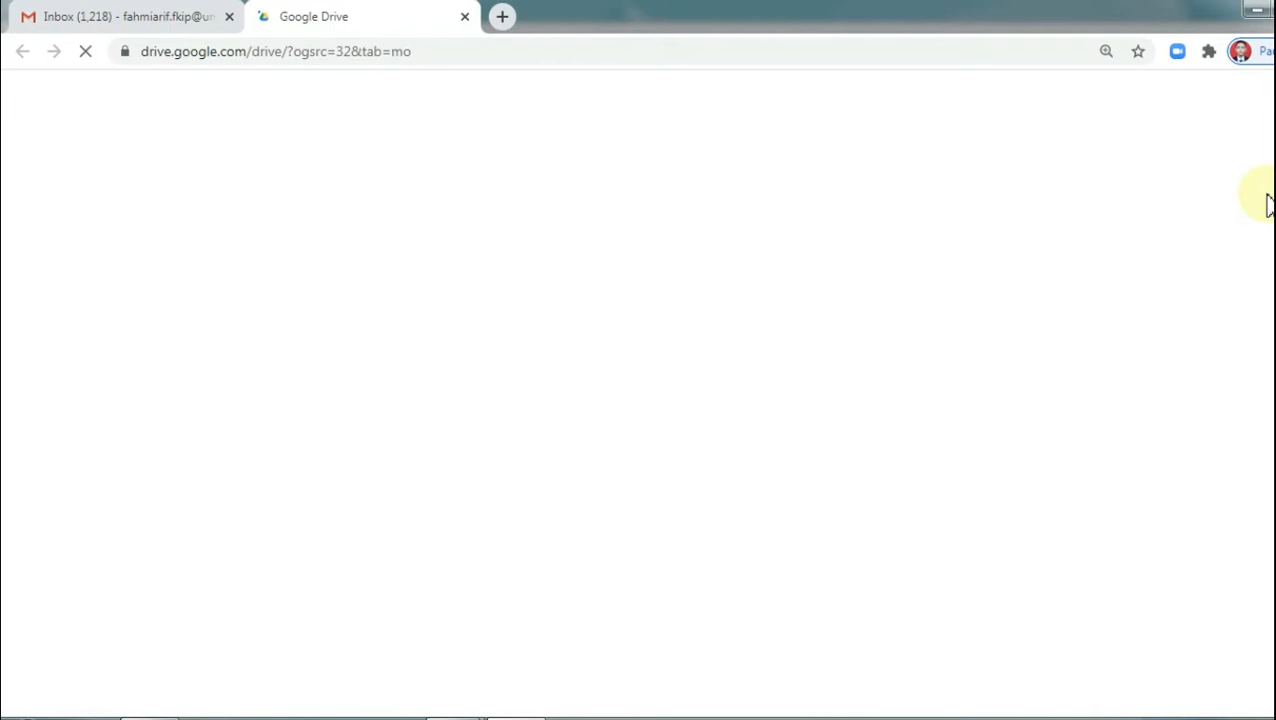 Inbox (1,218) - fahmiarif.fkip@un
Google Drive
drive.google.com/drive/?ogsrc=32&tab=mo